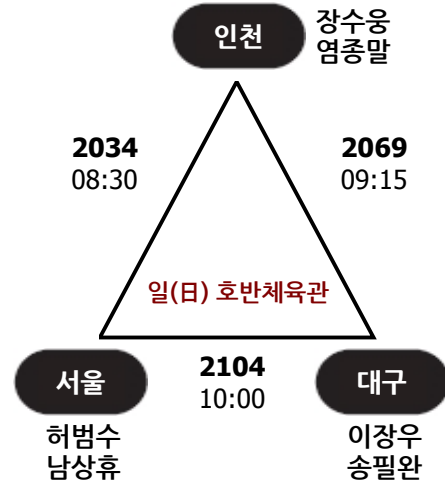 인천
장수웅
염종말
2034
08:30
2069
09:15
일(日) 호반체육관
서울
2104
10:00
대구
허범수
남상휴
이장우
송필완